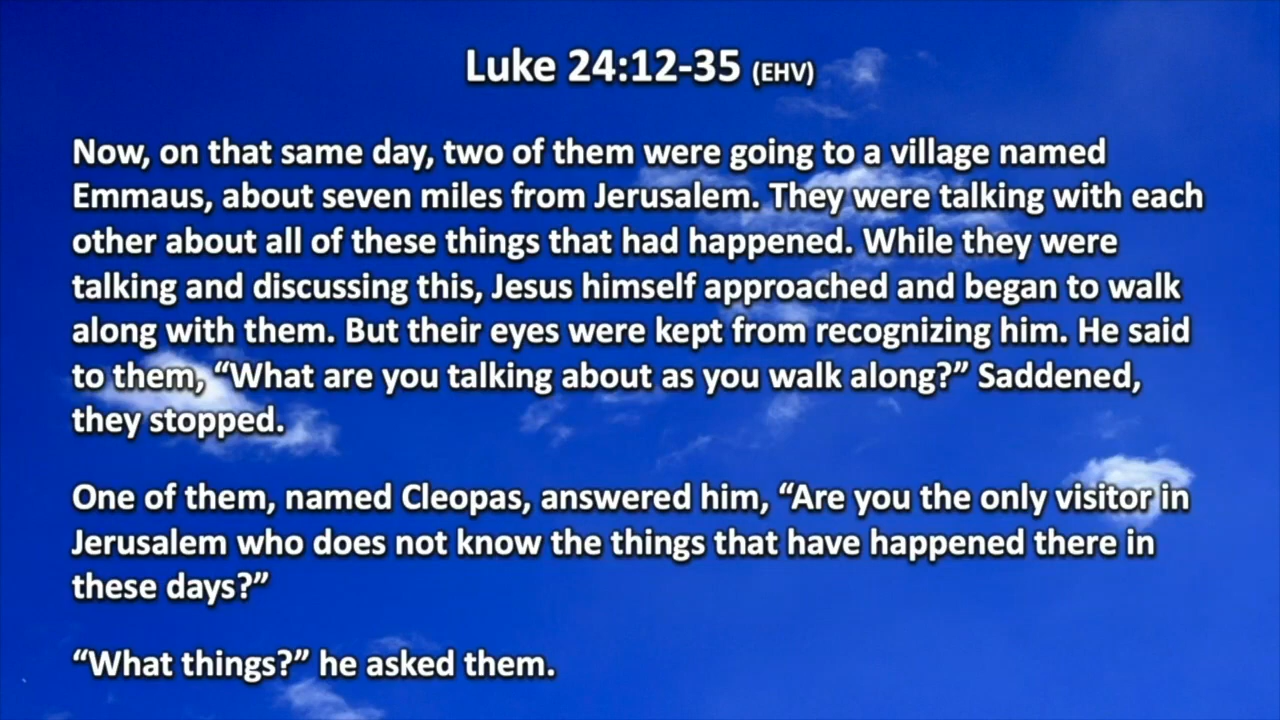 Luke 24:12-35 (EHV)
Now, on that same day, two of them were going to a village named
Emmaus, about seven miles from Jerusalem. They were talking with each
other about all of these things that had happened. While they were
talking and discussing this, Jesus himself approached and began to walk
along with them. But their eyes were kept from recognizing him. He said
to them, “What are you talking about as you walk along?” Saddened,
they stopped.
One of them, named Cleopas, answered him, “Are you the only visitor in
Jerusalem who does not know the things that have happened there in
these days?”
“What things?” he asked them.